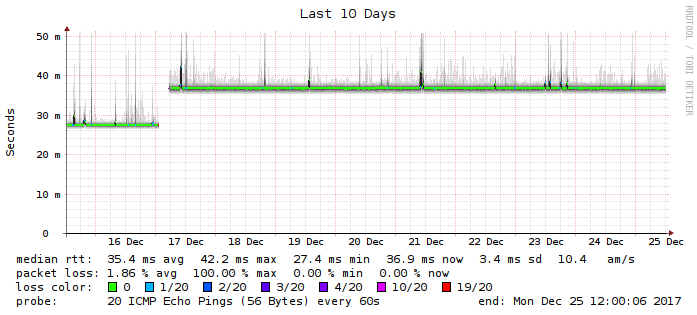 Last 10 Days
RRDTOOL / TOBI OETIKER
Seconds
50 m
40 m
30 m
20 m
10 m
0
16 Dec 17 Dec 18 Dec 19 Dec 20 Dec 21 Dec 22 Dec 23 Dec 24 Dec 25 Dec
median rtt: 35.4 ms avg 42.2 ms max 27.4 ms min 36.9 ms now 3.4 ms sd 10.4 am/s
packet loss: 1.86 % avg 100.00 % max 0.00 % min 0.00 % now
loss color: 0 1/20 2/20 3/20 4/20 10/20 19/20
probe: 20 ICMP Echo Pings (56 Bytes) every 60s end: Mon Dec 25 12:00:06 2017